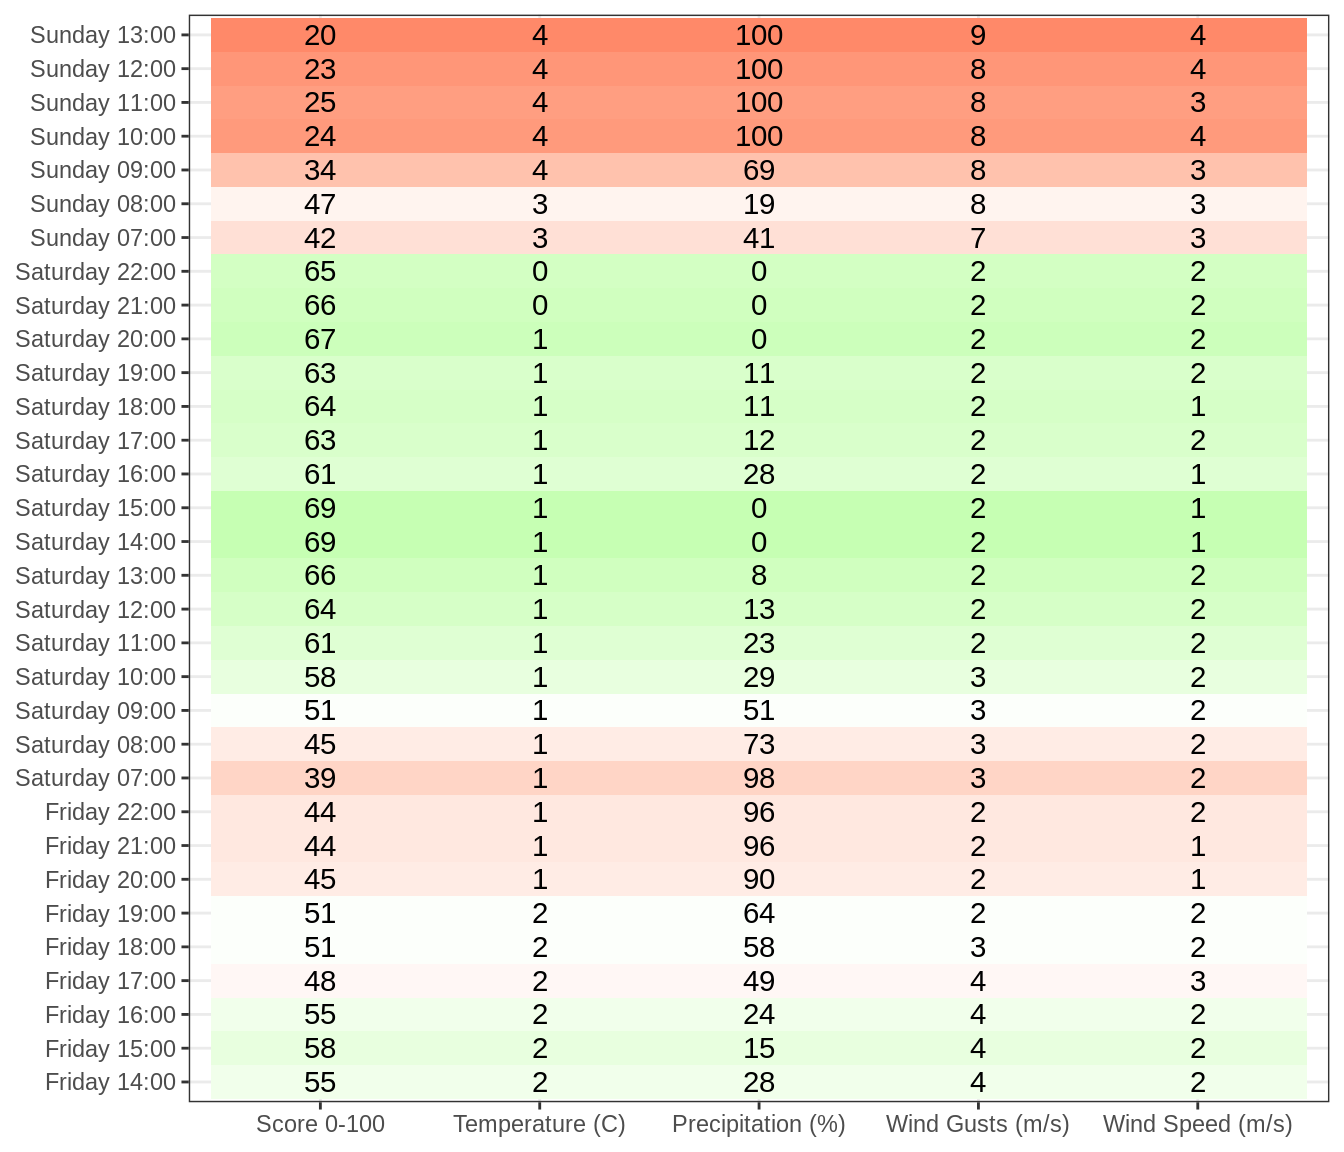 Sunday 13:00 20 4 100 9 4
Sunday 12:00 23 4 100 8 4
Sunday 11:00 25 4 100 8 3
Sunday 10:00 24 4 100 8 4
Sunday 09:00 34 4 69 8 3
Sunday 08:00 47 3 19 8 3
Sunday 07:00 42 3 41 7 3
Saturday 22:00 65 0 0 2 2
Saturday 21:00 66 0 0 2 2
Saturday 20:00 67 1 0 2 2
Saturday 19:00 63 1 11 2 2
Saturday 18:00 64 1 11 2 1
Saturday 17:00 63 1 12 2 2
Saturday 16:00 61 1 28 2 1
Saturday 15:00 69 1 0 2 1
Saturday 14:00 69 1 0 2 1
Saturday 13:00 66 1 8 2 2
Saturday 12:00 64 1 13 2 2
Saturday 11:00 61 1 23 2 2
Saturday 10:00 58 1 29 3 2
Saturday 09:00 51 1 51 3 2
Saturday 08:00 45 1 73 3 2
Saturday 07:00 39 1 98 3 2
Friday 22:00 44 1 96 2 2
Friday 21:00 44 1 96 2 1
Friday 20:00 45 1 90 2 1
Friday 19:00 51 2 64 2 2
Friday 18:00 51 2 58 3 2
Friday 17:00 48 2 49 4 3
Friday 16:00 55 2 24 4 2
Friday 15:00 58 2 15 4 2
Friday 14:00 55 2 28 4 2
Score 0-100 Temperature (C) Precipitation (%) Wind Gusts (m/s) Wind Speed (m/s)